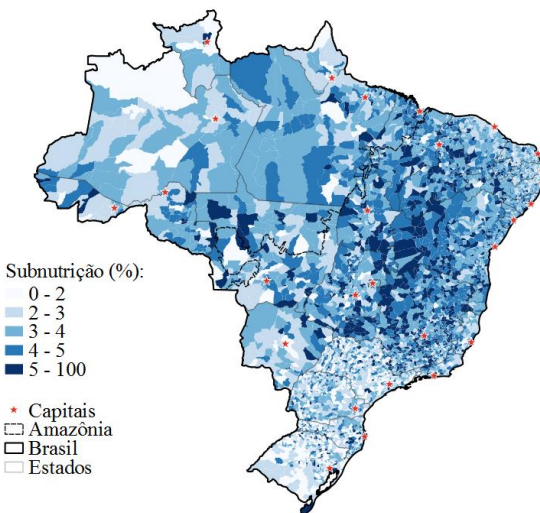 Subnutrição (%):
0 - 2
2 - 3
3 - 4
4 - 5
5 - 100
Capitais
Amazônia
Brasil
Estados